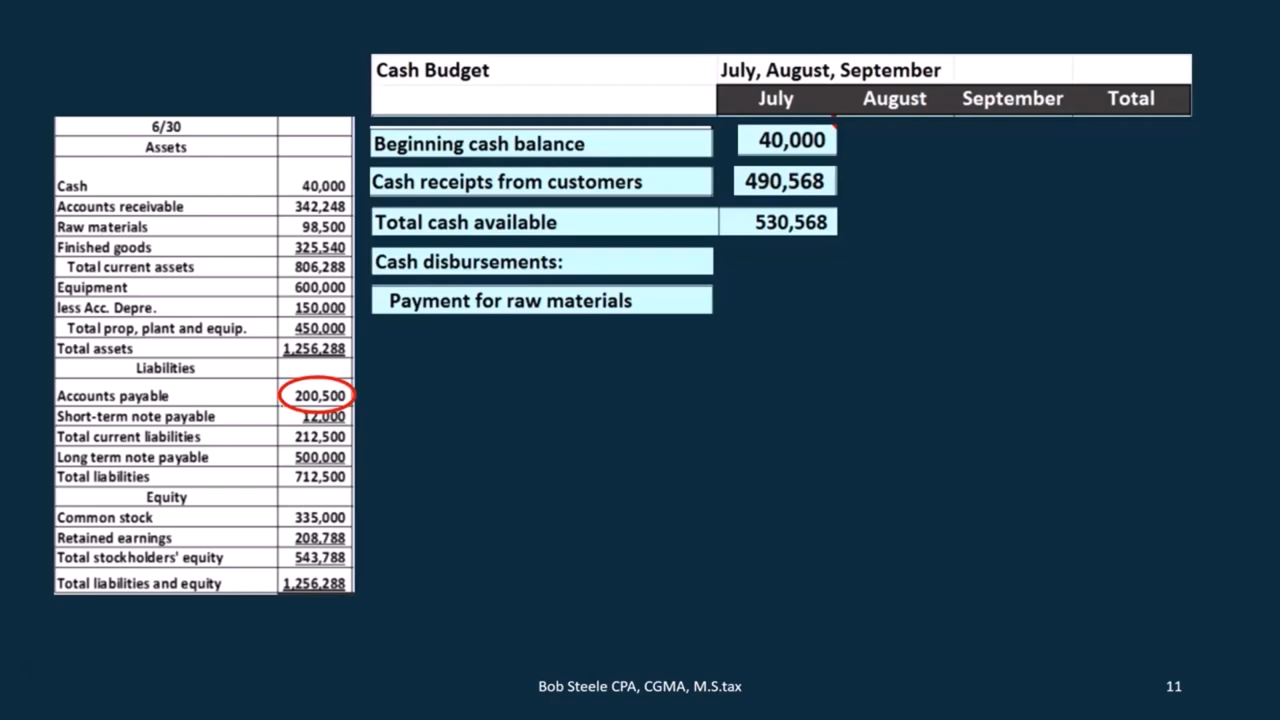 Cash Budget July, August, September
July August September Total
6/30
Assets
Cash 40,000
Accounts receivable 342,248
Raw materials 98,500
Finished goods 325,540
Total current assets 806,288
Equipment 600,000
less Acc. Depre. 150,000
Total prop, plant and equip. 450,000
Total assets 1,256,288
Liabilities
Accounts payable 200,500
Short-term note payable 12,000
Total current liabilities 212,500
Long term note payable 500,000
Total liabilities 712,500
Equity
Common stock 335,000
Retained earnings 208,788
Total stockholders' equity 543,788
Total liabilities and equity 1,256,288
Beginning cash balance 40,000
Cash receipts from customers 490,568
Total cash available 530,568
Cash disbursements:
Payment for raw materials
Bob Steele CPA, CGMA, M.S.tax 11